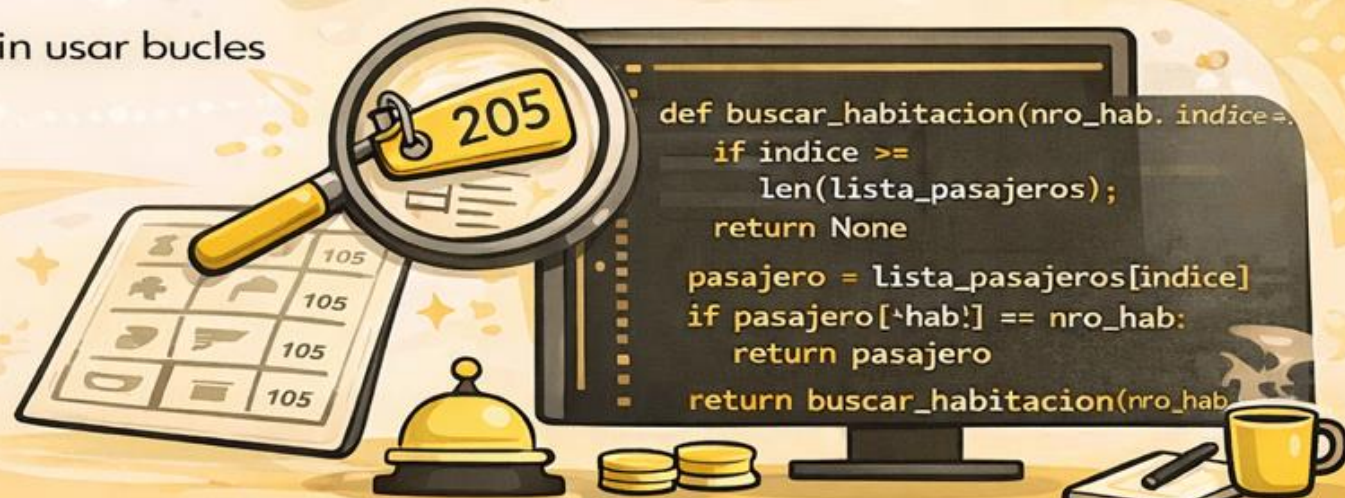 in usar bucles
205
def buscar_habitacion(nro_hab. indice=.
if indice >=
len(lista_pasajeros);
return None
pasajero = lista_pasajeros[indice]
if pasajero['hab'] == nro_hab:
return pasajero
return buscar_habitacion(nro_hab
105
105
105
105